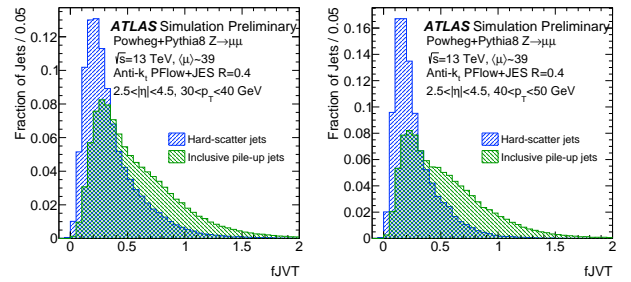 Fraction of Jets / 0.05
0.12
0.1
0.08
0.06
0.04
0.02
0
ATLAS Simulation Preliminary
Powheg+Pythia8 Z→μμ
√s=13 TeV, ⟨μ⟩~39
Anti-kt PFlow+JES R=0.4
2.5<|η|<4.5, 30<pT<40 GeV
Hard-scatter jets
Inclusive pile-up jets
0 0.5 1 1.5 2
fJVT
Fraction of Jets / 0.05
0.16
0.14
0.12
0.1
0.08
0.06
0.04
0.02
0
ATLAS Simulation Preliminary
Powheg+Pythia8 Z→μμ
√s=13 TeV, ⟨μ⟩~39
Anti-kt PFlow+JES R=0.4
2.5<|η|<4.5, 40<pT<50 GeV
Hard-scatter jets
Inclusive pile-up jets
0 0.5 1 1.5 2
fJVT